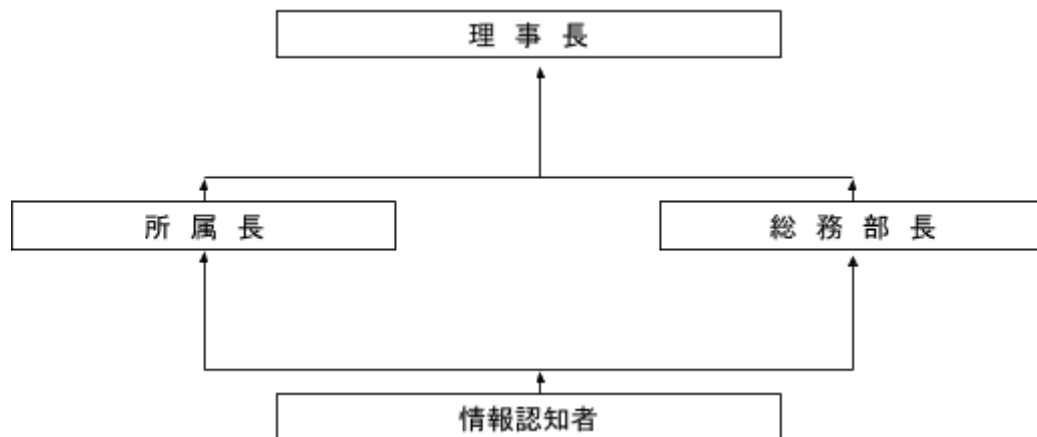 理 事 長
所 属 長
総 務 部 長
情報認知者